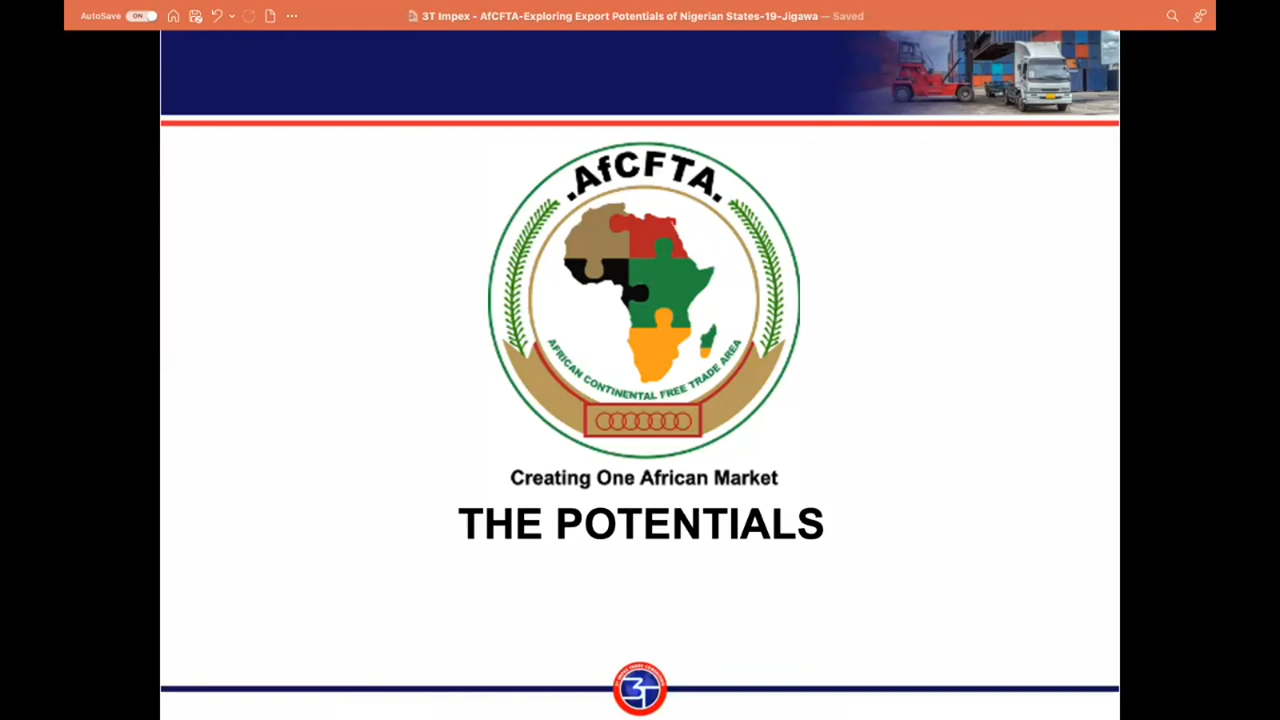 AutoSave ON
3T Impex - AfCFTA-Exploring Export Potentials of Nigerian States-19-Jigawa — Saved
.AfCFTA.
AFRICAN CONTINENTAL FREE TRADE AREA
Creating One African Market
THE POTENTIALS
3T